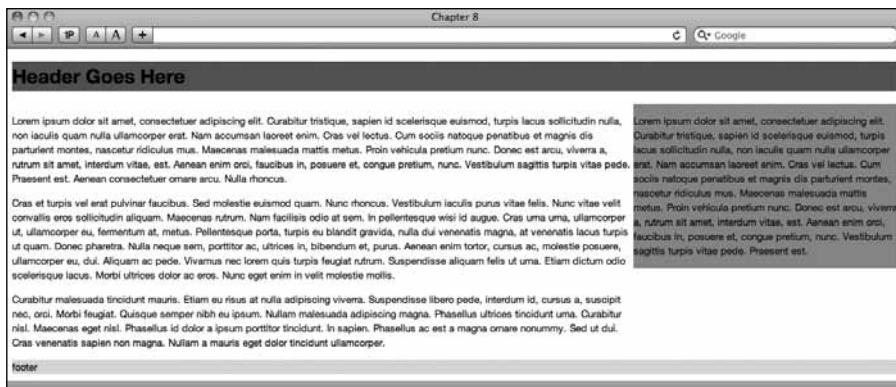 Chapter 8
1P A A +
Q Google
Header Goes Here
Lorem ipsum dolor sit amet, consectetuer adipiscing elit. Curabitur tristique, sapien id scelerisque euismod, turpis lacus sollicitudin nulla,
non iaculis quam nulla ullamcorper erat. Nam accumsan laoreet enim. Cras vel lectus. Cum sociis natoque penatibus et magnis dis
parturient montes, nascetur ridiculus mus. Maecenas malesuada mattis metus. Proin vehicula pretium nunc. Donec est arcu, viverra a,
rutrum sit amet, interdum vitae, est. Aenean enim orci, faucibus in, posuere et, congue pretium, nunc. Vestibulum sagittis turpis vitae pede.
Praesent est. Aenean consectetuer ornare arcu. Nulla rhoncus.
Cras et turpis vel erat pulvinar faucibus. Sed molestie euismod quam. Nunc rhoncus. Vestibulum iaculis purus vitae felis. Nunc vitae velit
convallis eros sollicitudin aliquam. Maecenas rutrum. Nam facilisis odio at sem. In pellentesque wisi id augue. Cras urna urna, ullamcorper
ut, ullamcorper eu, fermentum at, metus. Pellentesque porta, turpis eu blandit gravida, nulla dui venenatis magna, at venenatis lacus turpis
ut quam. Donec pharetra. Nulla neque sem, porttitor ac, ultrices in, bibendum et, purus. Aenean enim tortor, cursus ac, molestie posuere,
ullamcorper eu, dui. Aliquam ac pede. Vivamus nec lorem quis turpis feugiat rutrum. Suspendisse aliquam felis ut urna. Etiam dictum odio
scelerisque lacus. Morbi ultrices dolor ac eros. Nunc eget enim in velit molestie mollis.
Curabitur malesuada tincidunt mauris. Etiam eu risus at nulla adipiscing viverra. Suspendisse libero pede, interdum id, cursus a, suscipit
nec, orci. Morbi feugiat. Quisque semper nibh eu ipsum. Nullam malesuada adipiscing magna. Phasellus ultrices tincidunt urna. Curabitur
nisl. Maecenas eget nisl. Phasellus id dolor a ipsum porttitor tincidunt. In sapien. Phasellus ac est a magna ornare nonummy. Sed ut dui.
Cras venenatis sapien non magna. Nullam a mauris eget dolor tincidunt ullamcorper.
Lorem ipsum dolor sit amet, consectetuer adipiscing elit.
Curabitur tristique, sapien id scelerisque euismod, turpis
lacus sollicitudin nulla, non iaculis quam nulla ullamcorper
erat. Nam accumsan laoreet enim. Cras vel lectus. Cum
sociis natoque penatibus et magnis dis parturient montes,
nascetur ridiculus mus. Maecenas malesuada mattis
metus. Proin vehicula pretium nunc. Donec est arcu, viverra
a, rutrum sit amet, interdum vitae, est. Aenean enim orci,
faucibus in, posuere et, congue pretium, nunc. Vestibulum
sagittis turpis vitae pede. Praesent est.
footer